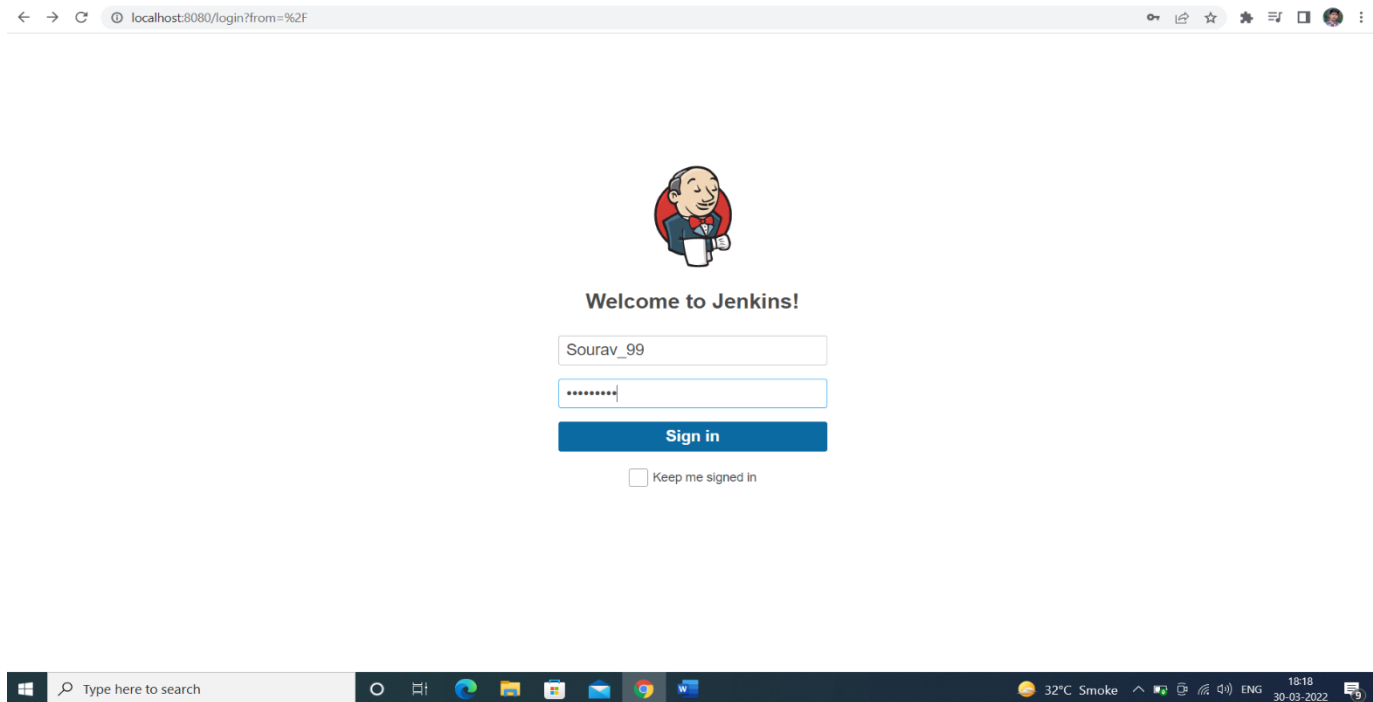 localhost:8080/login?from=%2F
Welcome to Jenkins!
Sourav_99
•••••••••
Sign in
Keep me signed in
Type here to search
32°C Smoke
ENG
18:18
30-03-2022
9